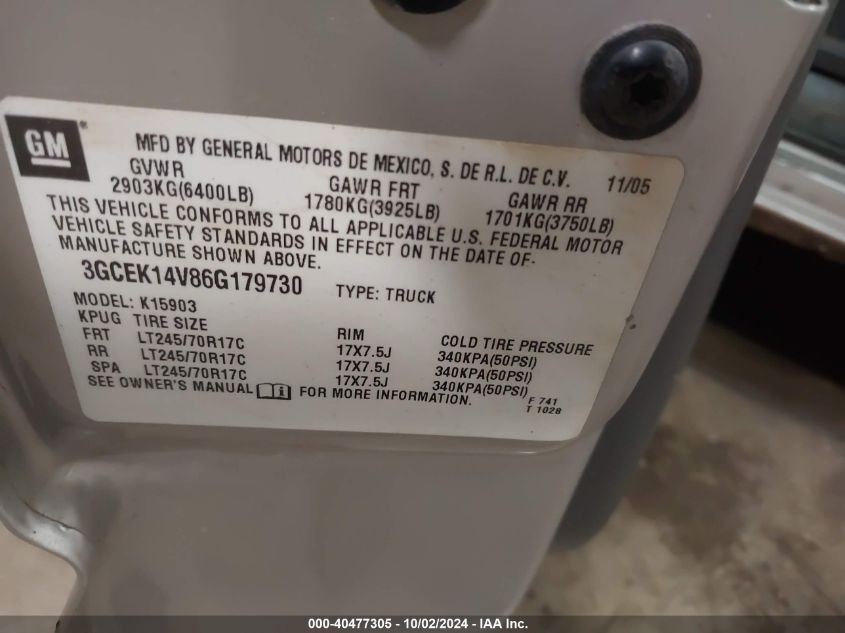 GM
MFD BY GENERAL MOTORS DE MEXICO, S. DE R.L. DE C.V. 11/05
GVWR GAWR FRT GAWR RR
2903KG(6400LB) 1780KG(3925LB) 1701KG(3750LB)
THIS VEHICLE CONFORMS TO ALL APPLICABLE U.S. FEDERAL MOTOR
VEHICLE SAFETY STANDARDS IN EFFECT ON THE DATE OF
MANUFACTURE SHOWN ABOVE.
3GCEK14V86G179730 TYPE: TRUCK
MODEL: K15903
KPUG TIRE SIZE RIM COLD TIRE PRESSURE
FRT LT245/70R17C 17X7.5J 340KPA(50PSI)
RR LT245/70R17C 17X7.5J 340KPA(50PSI)
SPA LT245/70R17C 17X7.5J 340KPA(50PSI)
SEE OWNER'S MANUAL FOR MORE INFORMATION.
F 741
T 1028
000-40477305 - 10/02/2024 - IAA Inc.